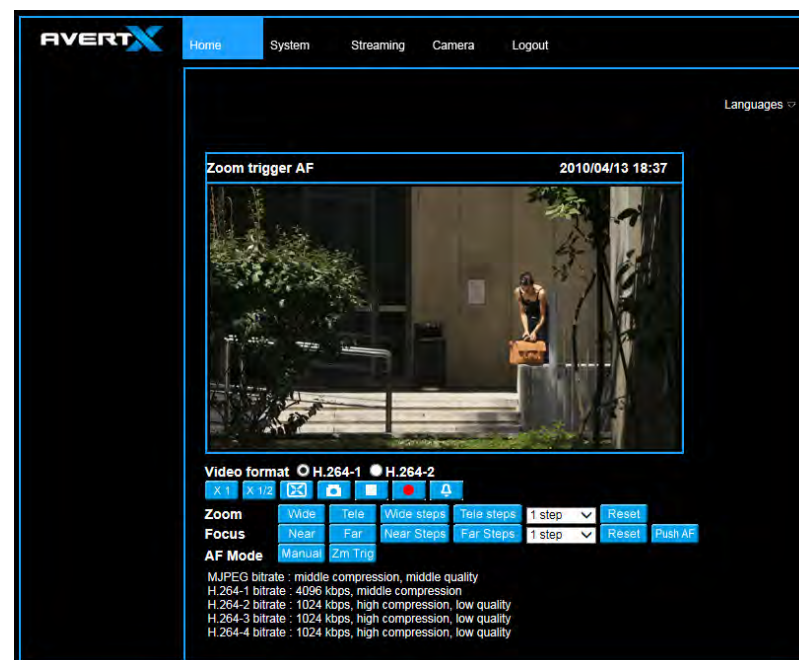 AVERTX
Home System Streaming Camera Logout
Languages
Zoom trigger AF 2010/04/13 18:37
Video format H.264-1 H.264-2
X 1 X 1/2
Zoom Wide Tele Wide steps Tele steps 1 step Reset
Focus Near Far Near Steps Far Steps 1 step Reset Push AF
AF Mode Manual Zm Trig
MJPEG bitrate : middle compression, middle quality
H.264-1 bitrate : 4096 kbps, middle compression
H.264-2 bitrate : 1024 kbps, high compression, low quality
H.264-3 bitrate : 1024 kbps, high compression, low quality
H.264-4 bitrate : 1024 kbps, high compression, low quality